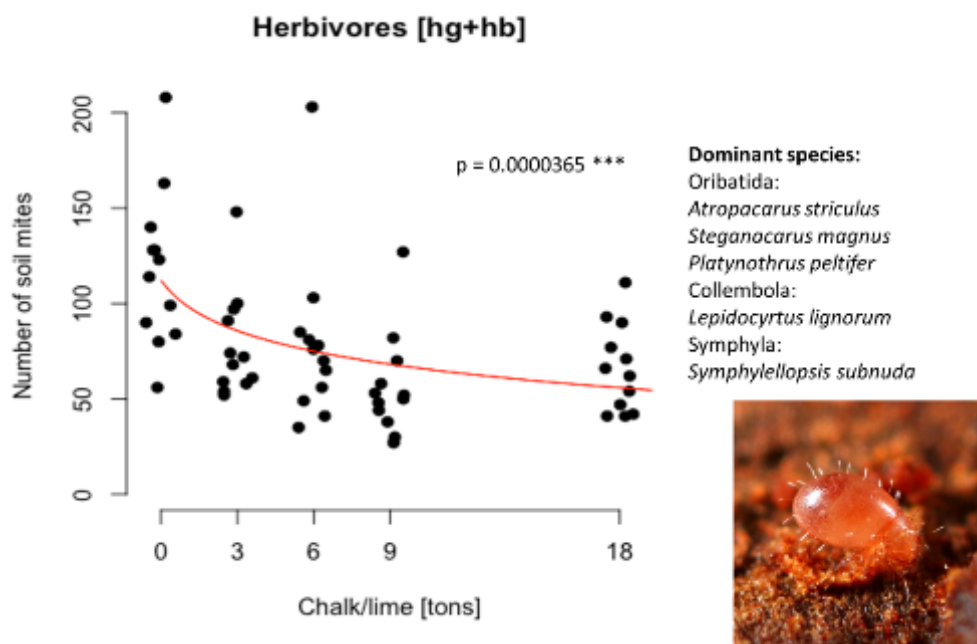 Herbivores [hg+hb]
200
150
100
50
0
Number of soil mites
p = 0.0000365 ***
0 3 6 9 18
Chalk/lime [tons]
Dominant species:
Oribatida:
Atropacarus striculus
Steganocarus magnus
Platynothrus peltifer
Collembola:
Lepidocyrtus lignorum
Symphyla:
Symphylellopsis subnuda